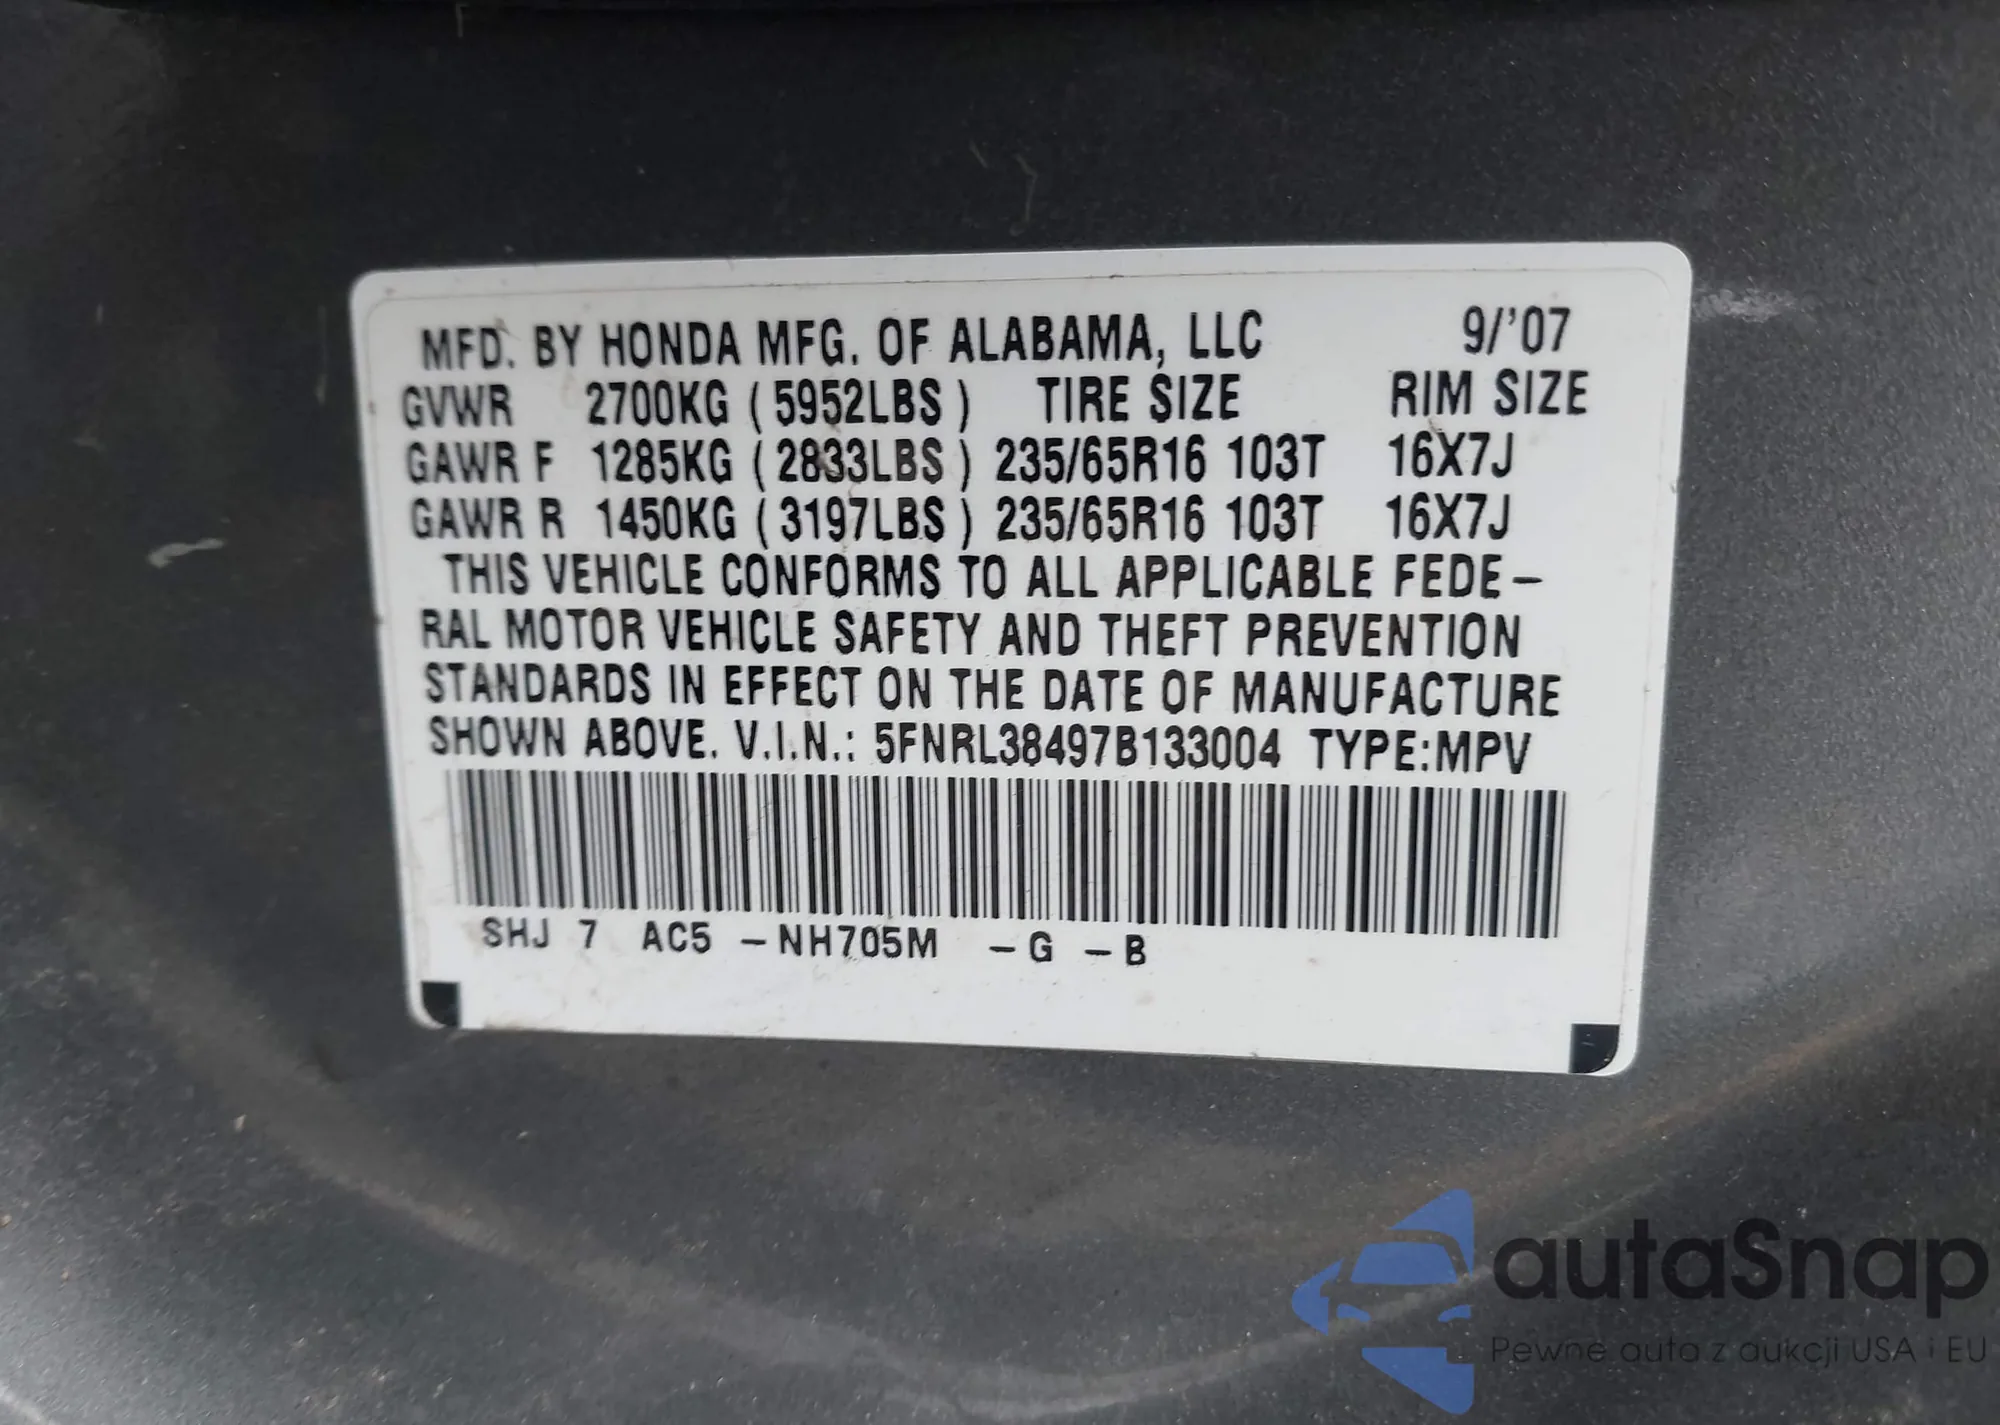 MFD. BY HONDA MFG. OF ALABAMA, LLC 9/'07
GVWR 2700KG (5952LBS) TIRE SIZE RIM SIZE
GAWR F 1285KG (2833LBS) 235/65R16 103T 16X7J
GAWR R 1450KG (3197LBS) 235/65R16 103T 16X7J
THIS VEHICLE CONFORMS TO ALL APPLICABLE FEDE-
RAL MOTOR VEHICLE SAFETY AND THEFT PREVENTION
STANDARDS IN EFFECT ON THE DATE OF MANUFACTURE
SHOWN ABOVE. V.I.N.: 5FNRL38497B133004 TYPE:MPV
SHJ 7 AC5 -NH705M -G -B
autaSnap
Pewne auta z aukcji USA i EU